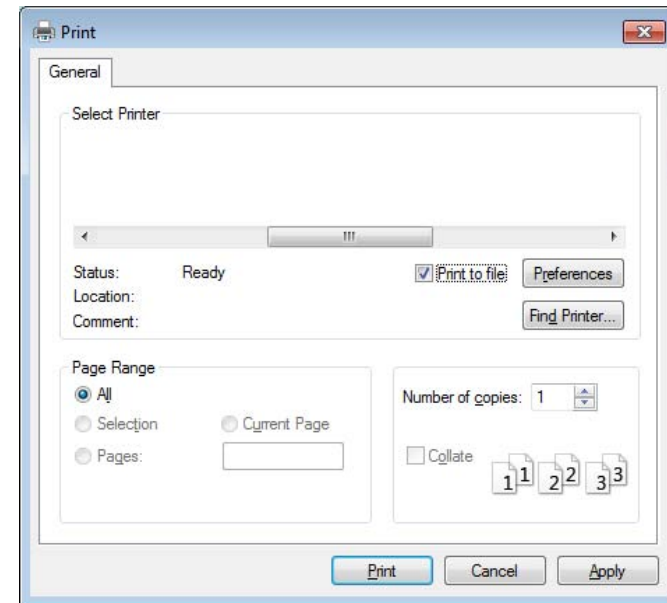 Print
General
Select Printer
Status: Ready
Print to file
Preferences
Location:
Comment:
Find Printer...
Page Range
All
Selection
Current Page
Pages:
Number of copies: 1
Collate
1 1 2 2 3 3
Print
Cancel
Apply